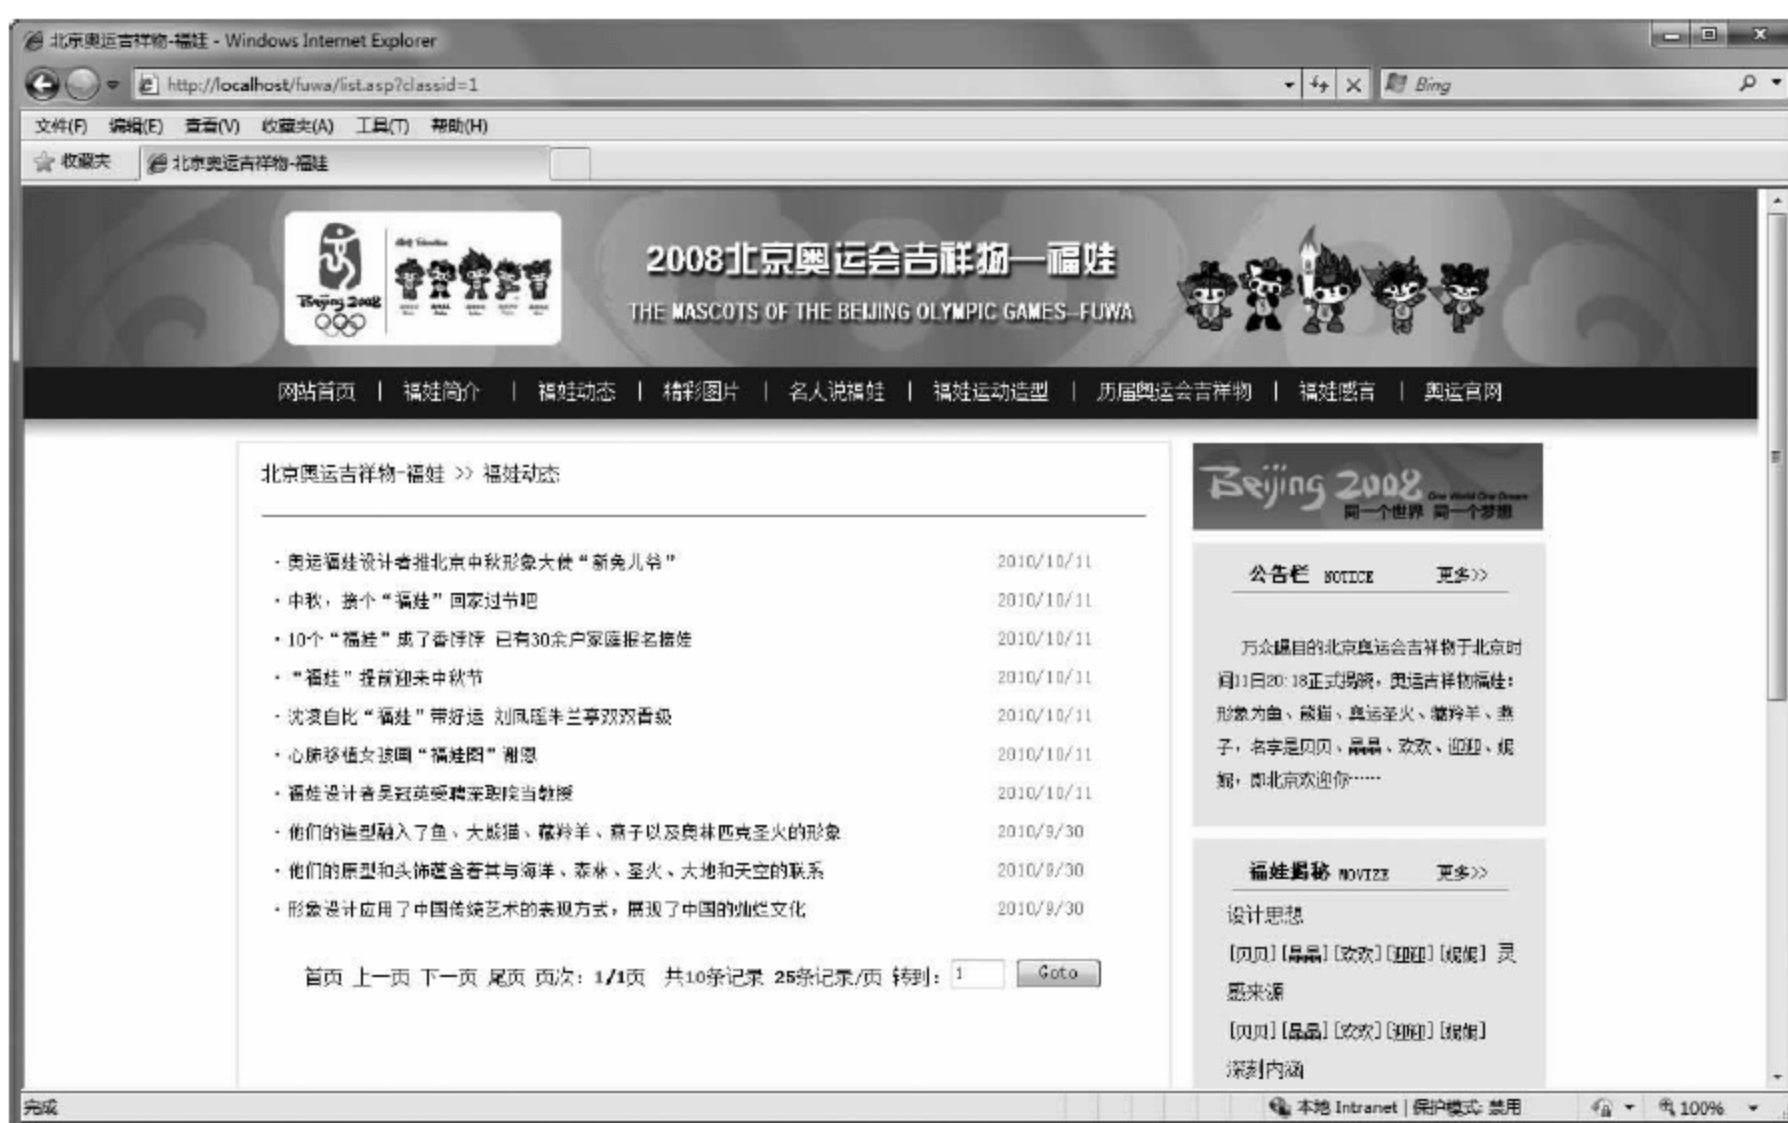 北京奥运吉祥物-福娃 - Windows Internet Explorer
http://localhost/fuwa/list.asp?classid=1
Bing
文件(F) 编辑(E) 查看(V) 收藏夹(A) 工具(T) 帮助(H)
收藏夹 北京奥运吉祥物-福娃
Beijing 2008
2008北京奥运会吉祥物—福娃
THE MASCOTS OF THE BEIJING OLYMPIC GAMES--FUWA
网站首页 | 福娃简介 | 福娃动态 | 精彩图片 | 名人说福娃 | 福娃运动造型 | 历届奥运会吉祥物 | 福娃感言 | 奥运官网
北京奥运吉祥物-福娃 >> 福娃动态
· 奥运福娃设计者推北京中秋形象大使“新兔儿爷” 2010/10/11
· 中秋，接个“福娃”回家过节吧 2010/10/11
· 10个“福娃”成了香饽饽 已有30余户家庭报名接娃 2010/10/11
· “福娃”提前迎来中秋节 2010/10/11
· 沈凌自比“福娃”带好运 刘凤瑶朱兰亭双双晋级 2010/10/11
· 心肺移植女孩画“福娃图”谢恩 2010/10/11
· 福娃设计者吴冠英受聘深职院当教授 2010/10/11
· 他们的造型融入了鱼、大熊猫、藏羚羊、燕子以及奥林匹克圣火的形象 2010/9/30
· 他们的原型和头饰蕴含着其与海洋、森林、圣火、大地和天空的联系 2010/9/30
· 形象设计应用了中国传统艺术的表现方式，展现了中国的灿烂文化 2010/9/30
首页 上一页 下一页 尾页 页次：1/1页 共10条记录 25条记录/页 转到：1 Goto
Beijing 2008 One World One Dream
同一个世界 同一个梦想
公告栏 NOTICE 更多>>
万众瞩目的北京奥运会吉祥物于北京时
间11日20:18正式揭晓，奥运吉祥物福娃：
形象为鱼、熊猫、奥运圣火、藏羚羊、燕
子，名字是贝贝、晶晶、欢欢、迎迎、妮
妮，即北京欢迎你……
福娃揭秘 MOVIZE 更多>>
设计思想
[贝贝][晶晶][欢欢][迎迎][妮妮] 灵
感来源
[贝贝][晶晶][欢欢][迎迎][妮妮]
深刻内涵
完成 本地 Intranet | 保护模式: 禁用 100%